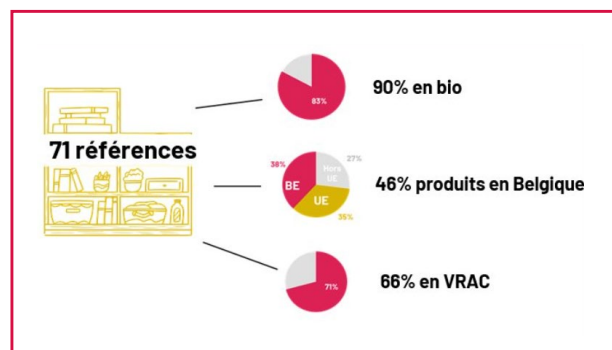 83%
90% en bio
71 références
38%
27%
Hors
UE
BE
UE
35%
46% produits en Belgique
71%
66% en VRAC